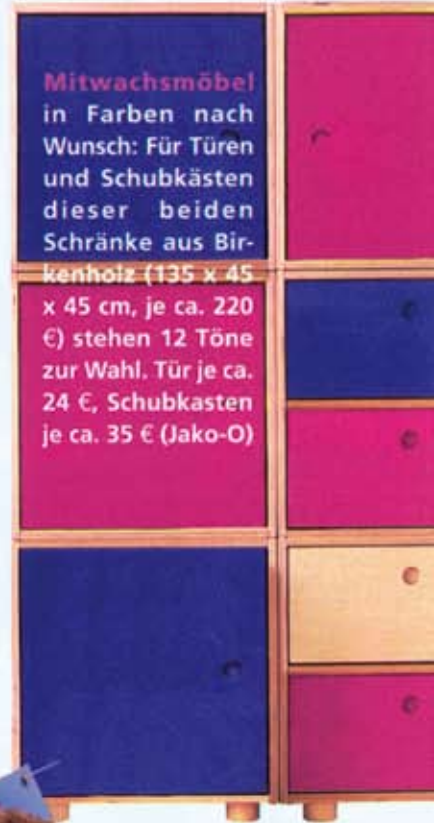 Mitwachsmöbel
in Farben nach
Wunsch: Für Türen
und Schubkästen
dieser beiden
Schränke aus Bir-
kenholz (135 x 45
x 45 cm, je ca. 220
€) stehen 12 Töne
zur Wahl. Tür je ca.
24 €, Schubkasten
je ca. 35 € (Jako-O)